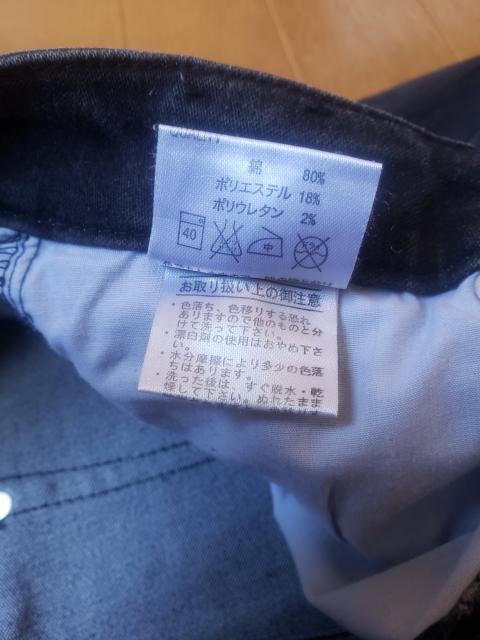 QUALITY
綿 80%
ポリエステル 18%
ポリウレタン 2%
40 中
お取り扱い上の御注意
・色落ち、色移りする恐れ
ありますので他のものと分
けて洗って下さい。
・漂白剤の使用はおやめ下さ
い。
・水分摩擦により多少の色落
ちはあります。
・洗った後は、すぐ脱水・乾
燥して下さい。ぬれたまま